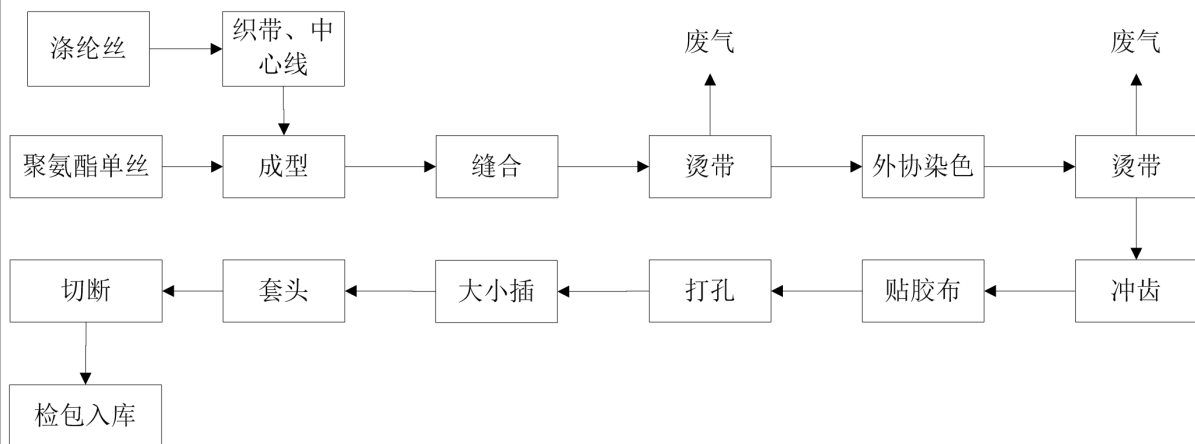 涤纶丝
织带、中
心线
废气
废气
聚氨酯单丝
成型
缝合
烫带
外协染色
烫带
切断
套头
大小插
打孔
贴胶布
冲齿
检包入库